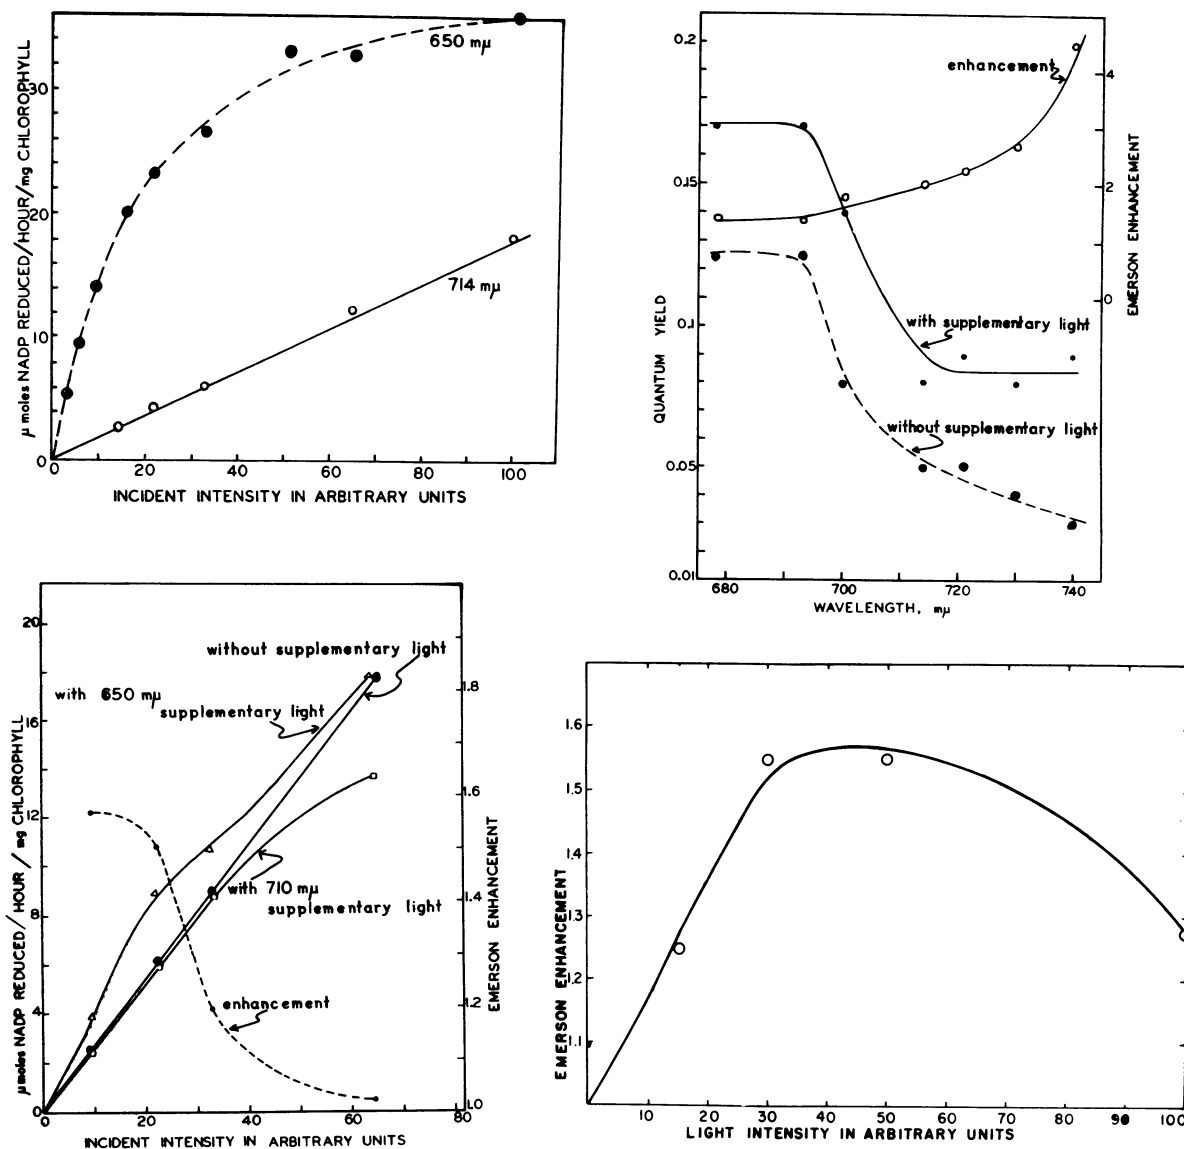 μ moles NADP REDUCED/HOUR/mg CHLOROPHYLL
30
20
10
0
650 mμ
714 mμ
0 20 40 60 80 100
INCIDENT INTENSITY IN ARBITRARY UNITS
QUANTUM YIELD
0.2
0.15
0.1
0.05
0.01
enhancement
with supplementary light
without supplementary light
4
2
0
EMERSON ENHANCEMENT
680 700 720 740
WAVELENGTH, mμ
μmoles NADP REDUCED/HOUR/mg CHLOROPHYLL
20
16
12
8
4
0
without supplementary light
with 650 mμ
supplementary light
with 710 mμ
supplementary light
enhancement
1.8
1.6
1.4
1.2
1.0
EMERSON ENHANCEMENT
0 20 40 60 80
INCIDENT INTENSITY IN ARBITRARY UNITS
EMERSON ENHANCEMENT
1.6
1.5
1.4
1.3
1.2
1.1
10 20 30 40 50 60 70 80 90 100
LIGHT INTENSITY IN ARBITRARY UNITS